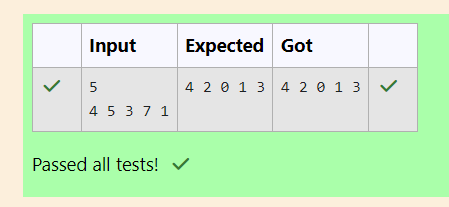 Input Expected Got
5 4 2 0 1 3 4 2 0 1 3
4 5 3 7 1
Passed all tests!